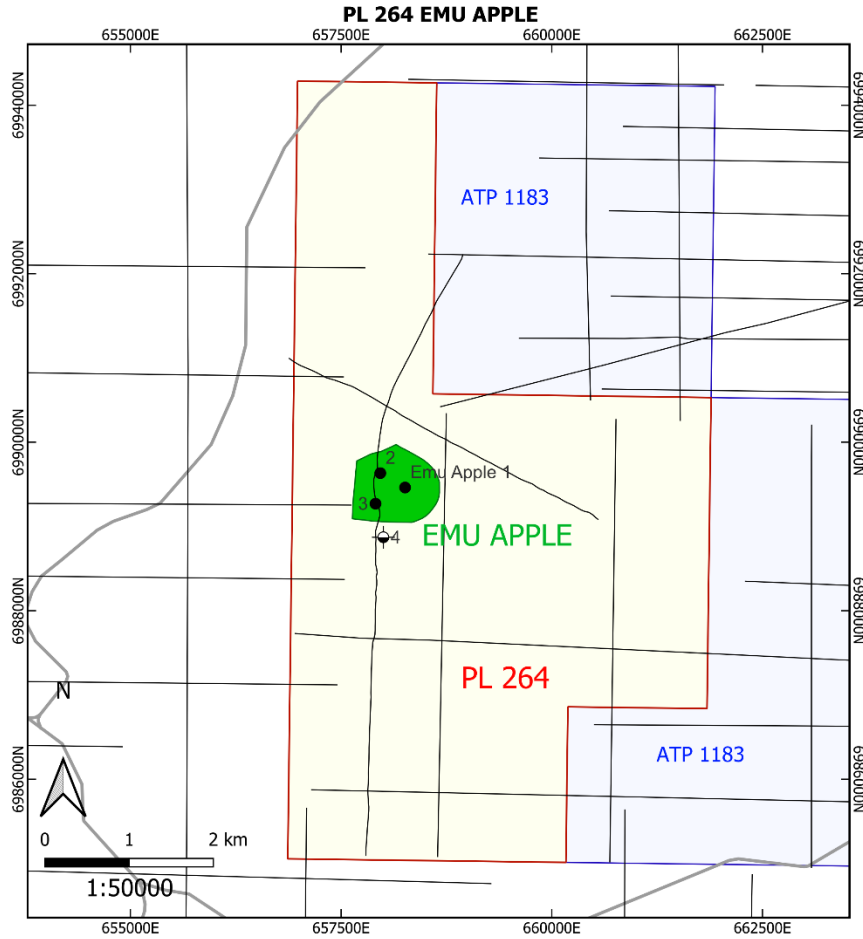 PL 264 EMU APPLE
655000E 657500E 660000E 662500E
6994000N 6994000N
ATP 1183
6992000N 6992000N
6990000N 6990000N
2
Emu Apple 1
3
4
EMU APPLE
6988000N 6988000N
PL 264
N
ATP 1183
6986000N 6986000N
0 1 2 km
1:50000
655000E 657500E 660000E 662500E